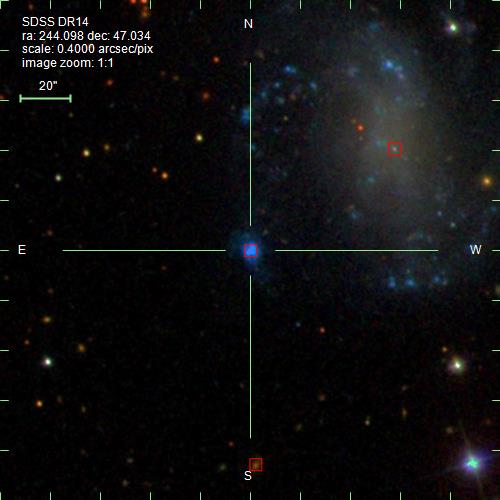 SDSS DR14
ra: 244.098 dec: 47.034
scale: 0.4000 arcsec/pix
image zoom: 1:1
20"
N
E
W
S